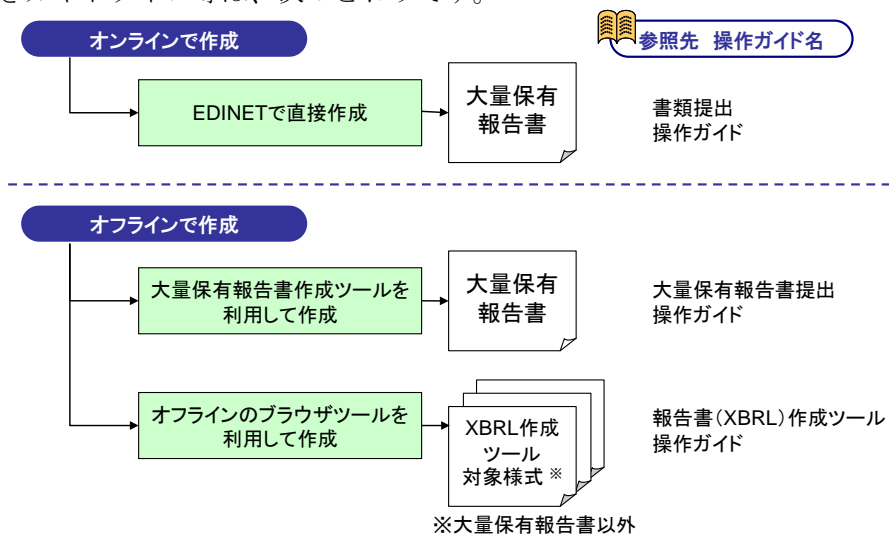 オンラインで作成
参照先 操作ガイド名
EDINETで直接作成
大量保有
報告書
書類提出
操作ガイド
オフラインで作成
大量保有報告書作成ツールを
利用して作成
大量保有
報告書
大量保有報告書提出
操作ガイド
オフラインのブラウザツールを
利用して作成
XBRL作成
ツール
対象様式 ※
報告書(XBRL)作成ツール
操作ガイド
※大量保有報告書以外